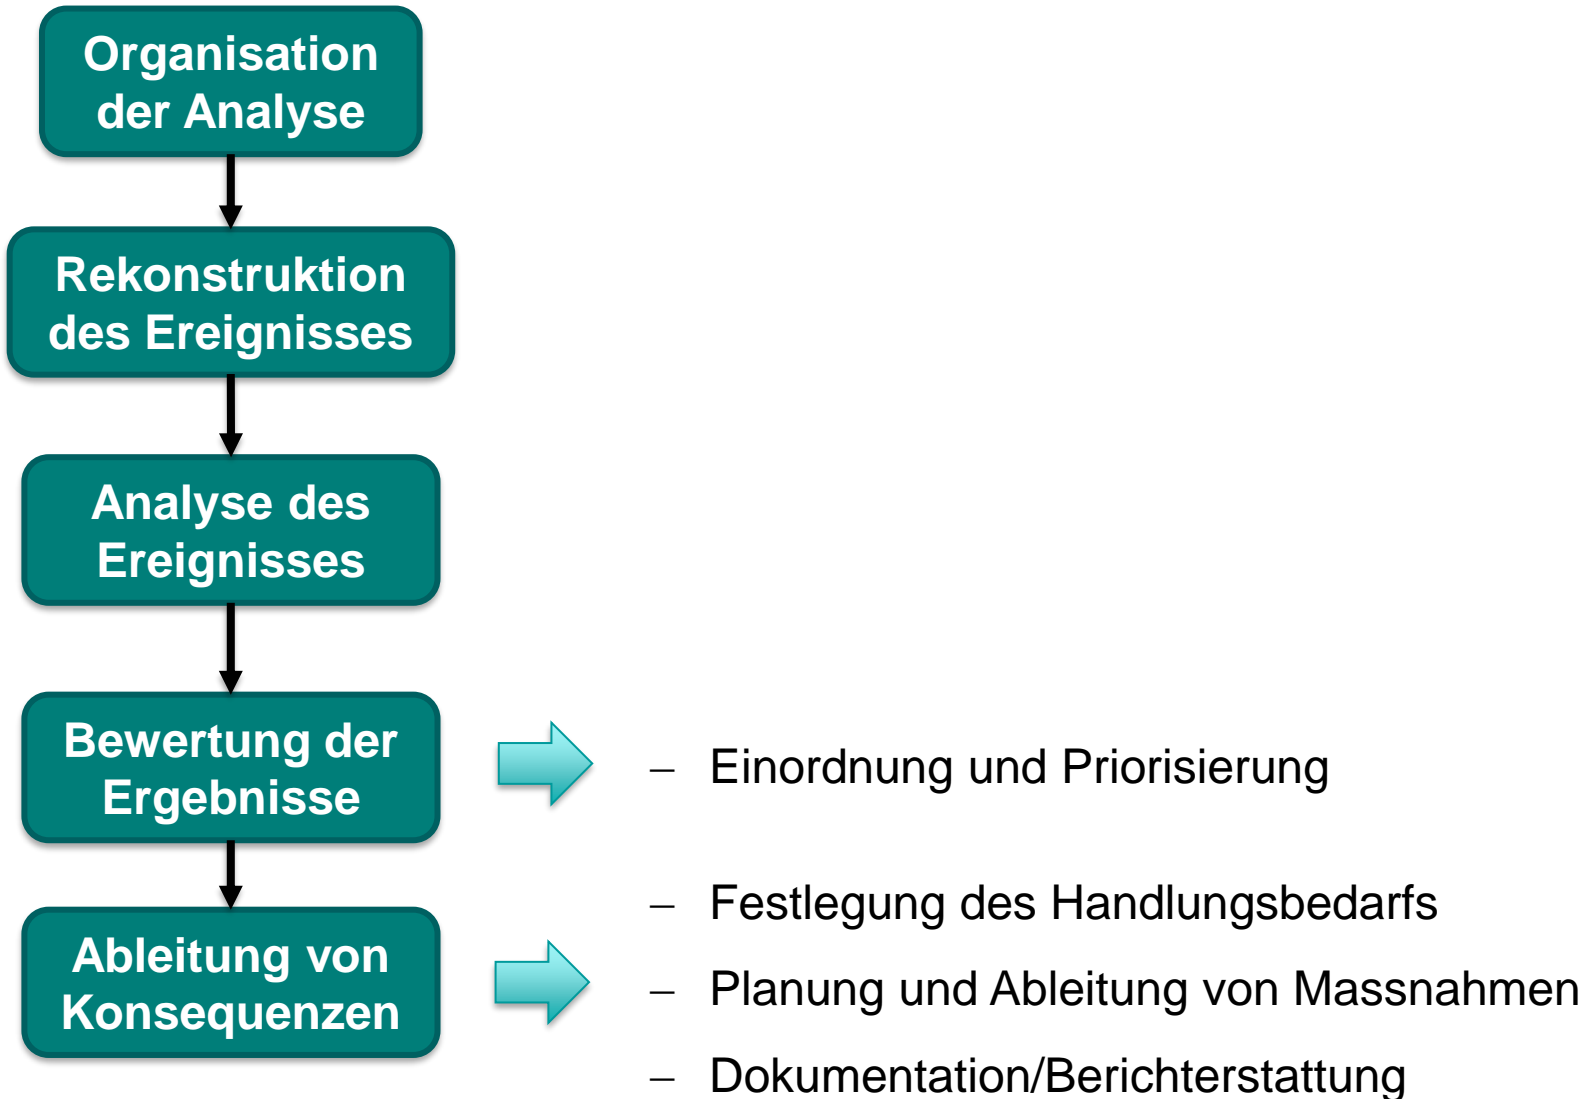 Organisation
der Analyse
Rekonstruktion
des Ereignisses
Analyse des
Ereignisses
Bewertung der
Ergebnisse
– Einordnung und Priorisierung
Ableitung von
Konsequenzen
– Festlegung des Handlungsbedarfs
– Planung und Ableitung von Massnahmen
– Dokumentation/Berichterstattung